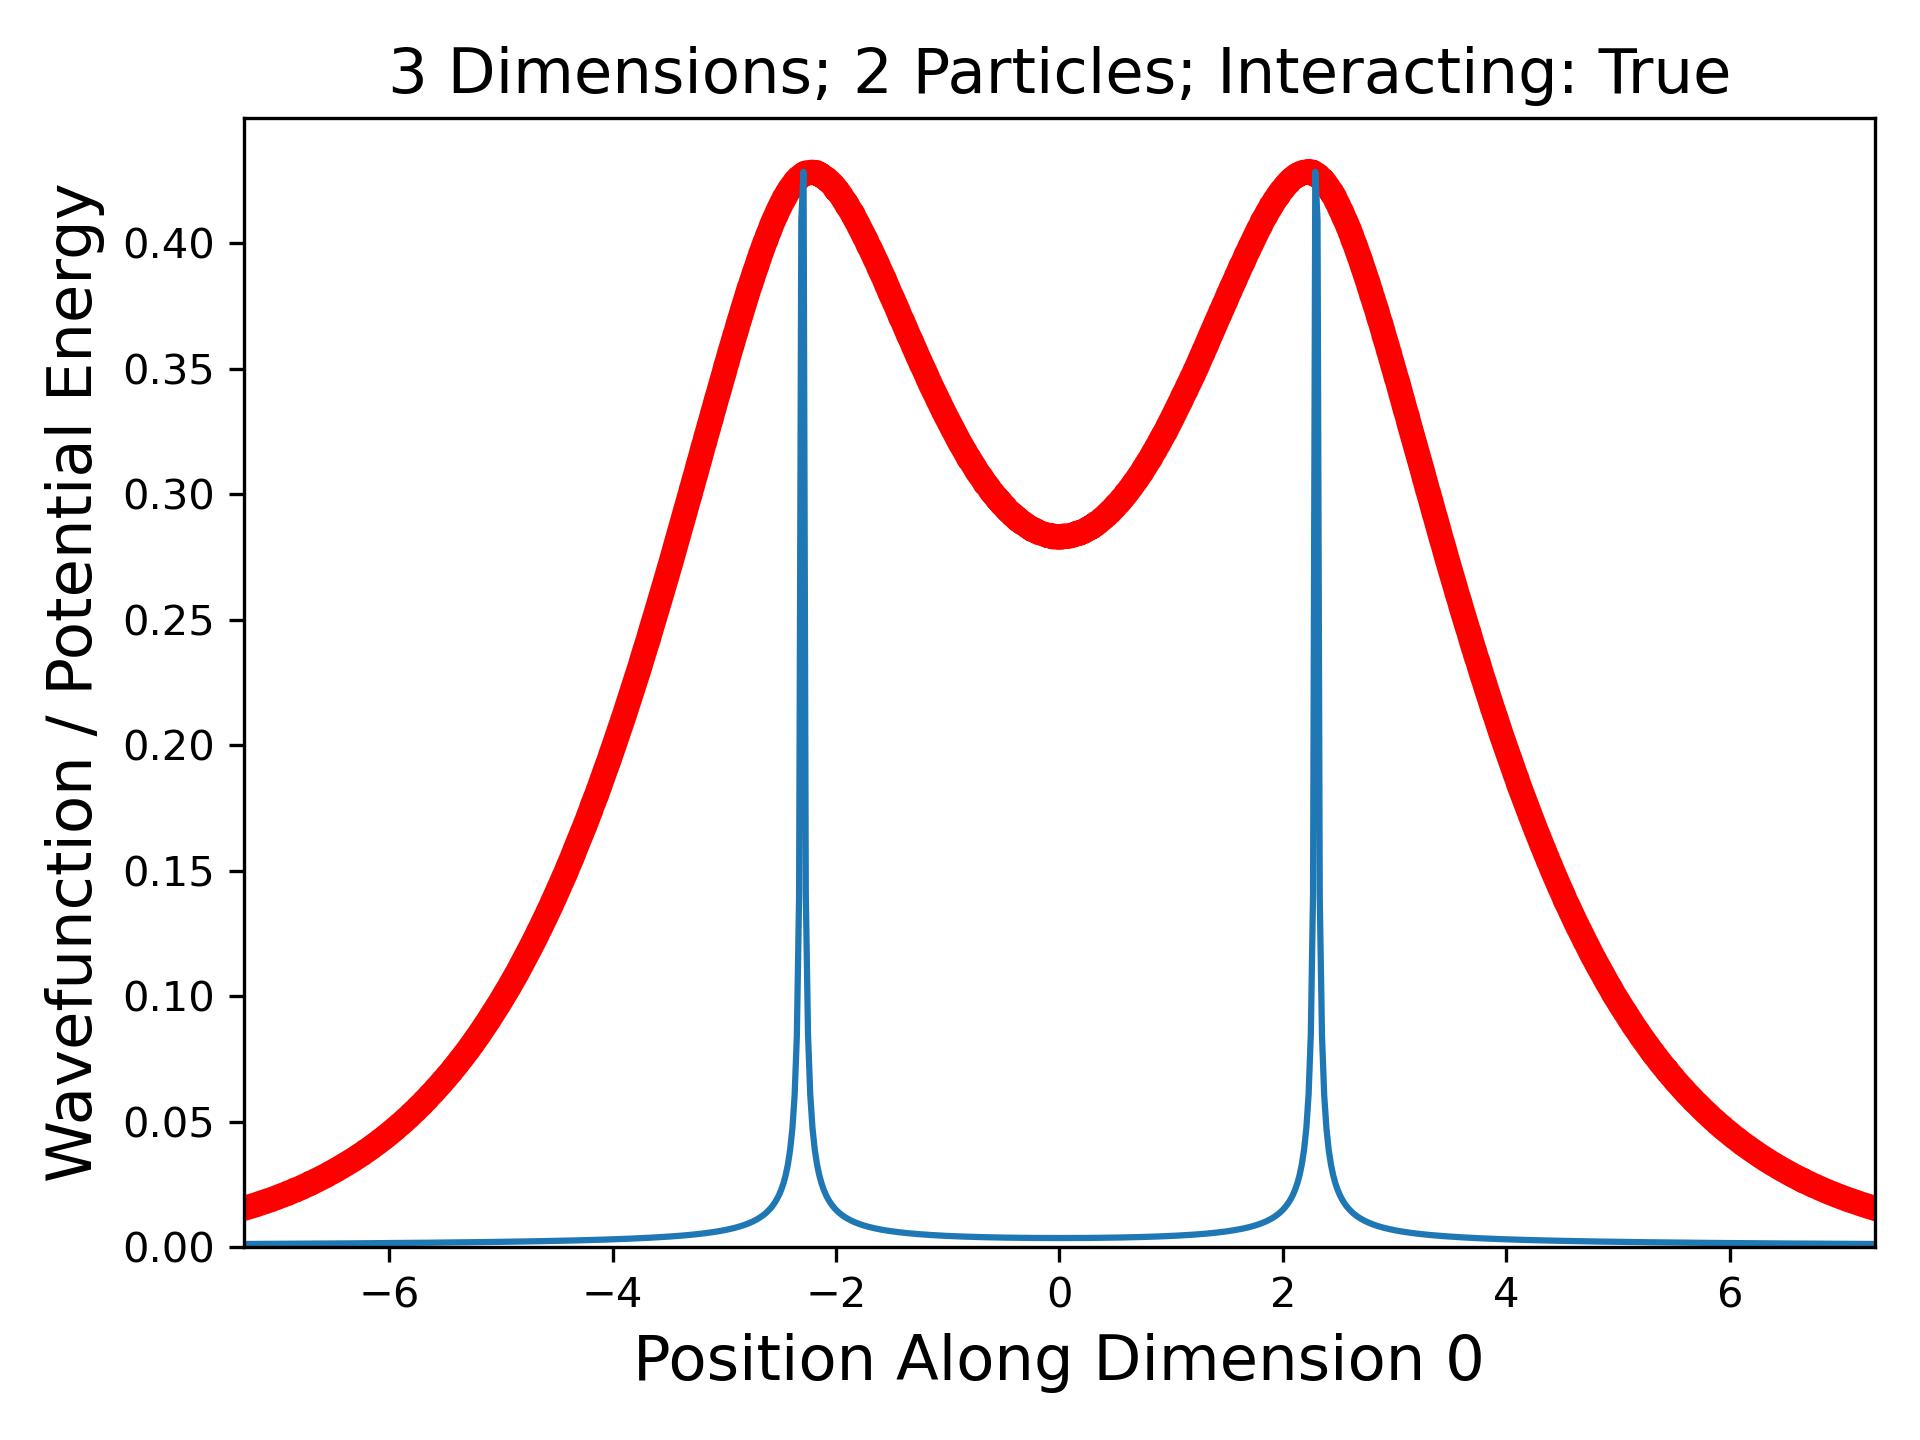 3 Dimensions; 2 Particles; Interacting: True
Wavefunction / Potential Energy
0.40
0.35
0.30
0.25
0.20
0.15
0.10
0.05
0.00
−6 −4 −2 0 2 4 6
Position Along Dimension 0